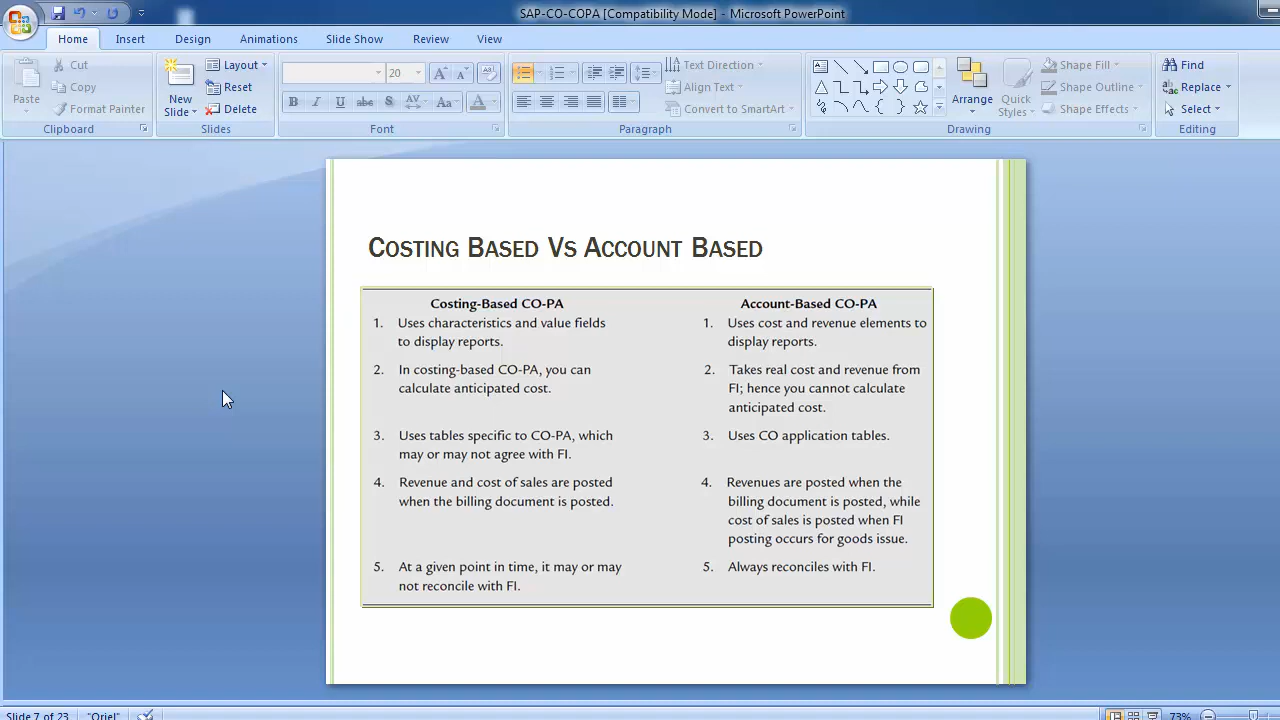 SAP-CO-COPA [Compatibility Mode] - Microsoft PowerPoint
Home Insert Design Animations Slide Show Review View
Paste
Cut
Copy
Format Painter
Clipboard
New Slide
Layout
Reset
Delete
Slides
20
B I U abc AV Aa A
Font
Text Direction
Align Text
Convert to SmartArt
Paragraph
Arrange
Quick Styles
Shape Fill
Shape Outline
Shape Effects
Drawing
Find
Replace
Select
Editing
COSTING BASED VS ACCOUNT BASED
Costing-Based CO-PA
1. Uses characteristics and value fields
to display reports.
2. In costing-based CO-PA, you can
calculate anticipated cost.
3. Uses tables specific to CO-PA, which
may or may not agree with FI.
4. Revenue and cost of sales are posted
when the billing document is posted.
5. At a given point in time, it may or may
not reconcile with FI.
Account-Based CO-PA
1. Uses cost and revenue elements to
display reports.
2. Takes real cost and revenue from
FI; hence you cannot calculate
anticipated cost.
3. Uses CO application tables.
4. Revenues are posted when the
billing document is posted, while
cost of sales is posted when FI
posting occurs for goods issue.
5. Always reconciles with FI.
Slide 7 of 23 "Oriel" 73%